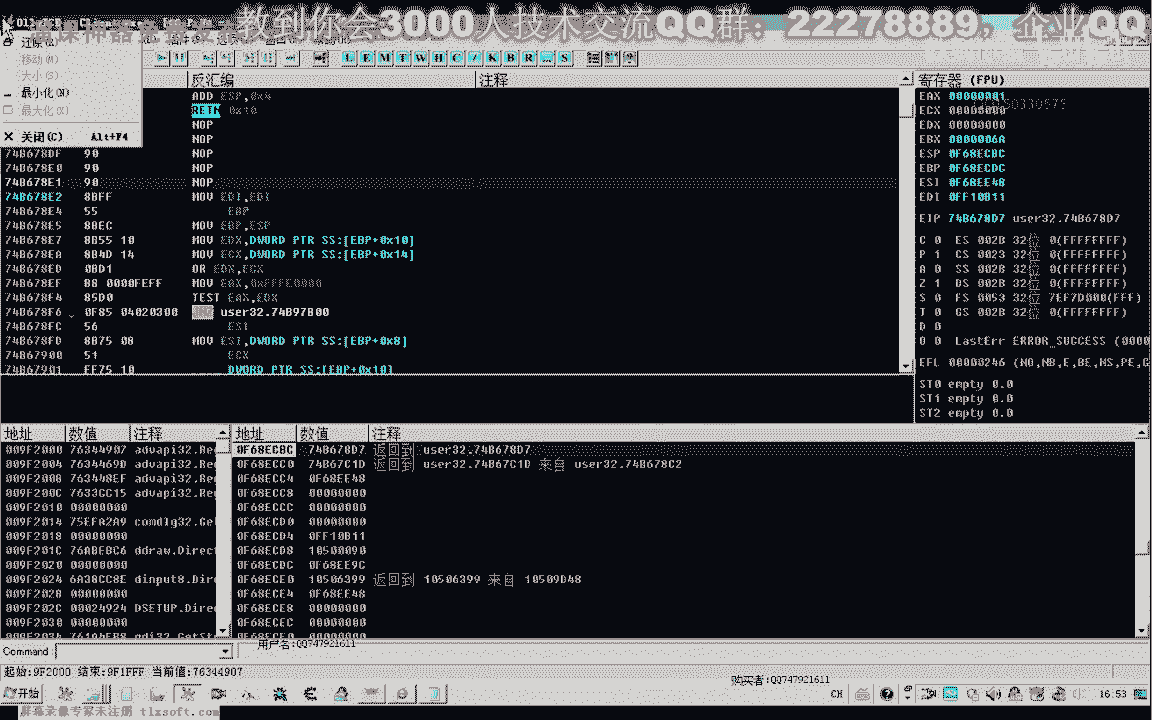 教到你会3000人技术交流QQ群：22278889，企业QQ
还原(R)
移动(M)
大小(S)
最小化(N)
最大化(X)
关闭(C) Alt+F4
L E M T W H C / K B R ... S
反汇编 注释 寄存器 (FPU)
ADD ESP,0x4
RETN 0x10
NOP
NOP
74B678DF 90 NOP
74B678E0 90 NOP
74B678E1 90 NOP
74B678E2 8BFF MOV EDI,EDI
74B678E4 55 EBP
74B678E5 8BEC MOV EBP,ESP
74B678E7 8B55 10 MOV EDX,DWORD PTR SS:[EBP+0x10]
74B678EA 8B4D 14 MOV ECX,DWORD PTR SS:[EBP+0x14]
74B678ED 0BD1 OR EDX,ECX
74B678EF B8 0000FEFF MOV EAX,0xFFFE0000
74B678F4 85D0 TEST EAX,EDX
74B678F6 0F85 04020300 user32.74B97B00
74B678FC 56 ESI
74B678FD 8B75 08 MOV ESI,DWORD PTR SS:[EBP+0x8]
74B67900 51 ECX
74B67901 FF75 10 DWORD PTR SS:[EBP+0x10]
EAX 00000001
ECX 00000000
EDX 00000000
EBX 0000006A
ESP 0F68ECBC
EBP 0F68ECDC
ESI 0F68EE48
EDI 0FF10B11
EIP 74B678D7 user32.74B678D7
C 0 ES 002B 32位 0(FFFFFFFF)
P 1 CS 0023 32位 0(FFFFFFFF)
A 0 SS 002B 32位 0(FFFFFFFF)
Z 1 DS 002B 32位 0(FFFFFFFF)
S 0 FS 0053 32位 7EF7D000(FFF)
T 0 GS 002B 32位 0(FFFFFFFF)
D 0
O 0 LastErr ERROR_SUCCESS (0000
EFL 00000246 (NO,NB,E,BE,NS,PE,G
ST0 empty 0.0
ST1 empty 0.0
ST2 empty 0.0
地址 数值 注释
009F2000 76344907 advapi32.Re
009F2004 7634469D advapi32.Re
009F2008 763448EF advapi32.Re
009F200C 7633CC15 advapi32.Re
009F2010 00000000
009F2014 75EFA2A9 comdlg32.Ge
009F2018 00000000
009F201C 76ABEBC6 ddraw.Direc
009F2020 00000000
009F2024 6A38CC8E dinput8.Dir
009F2028 00000000
009F202C 00024924 DSETUP.Dire
009F2030 00000000
地址 数值 注释
0F68ECBC 74B678D7 返回到 user32.74B678D7
0F68ECC0 74B67C1D 返回到 user32.74B67C1D 来自 user32.74B678C2
0F68ECC4 0F68EE48
0F68ECC8 00000000
0F68ECCC 00000000
0F68ECD0 00000000
0F68ECD4 0FF10B11
0F68ECD8 10500090
0F68ECDC 0F68EE9C
0F68ECE0 10506399 返回到 10506399 来自 10509D48
0F68ECE4 0F68EE48
0F68ECE8 00000000
0F68ECEC 00000000
0F68ECF0 00000000
Command
用户名:QQ747921611
起始:9F2000 结束:9F1FFF 当前值:76344907
购买者:QQ747921611
开始
CH
16:53
屏幕录像专家未注册 tlxsoft.com